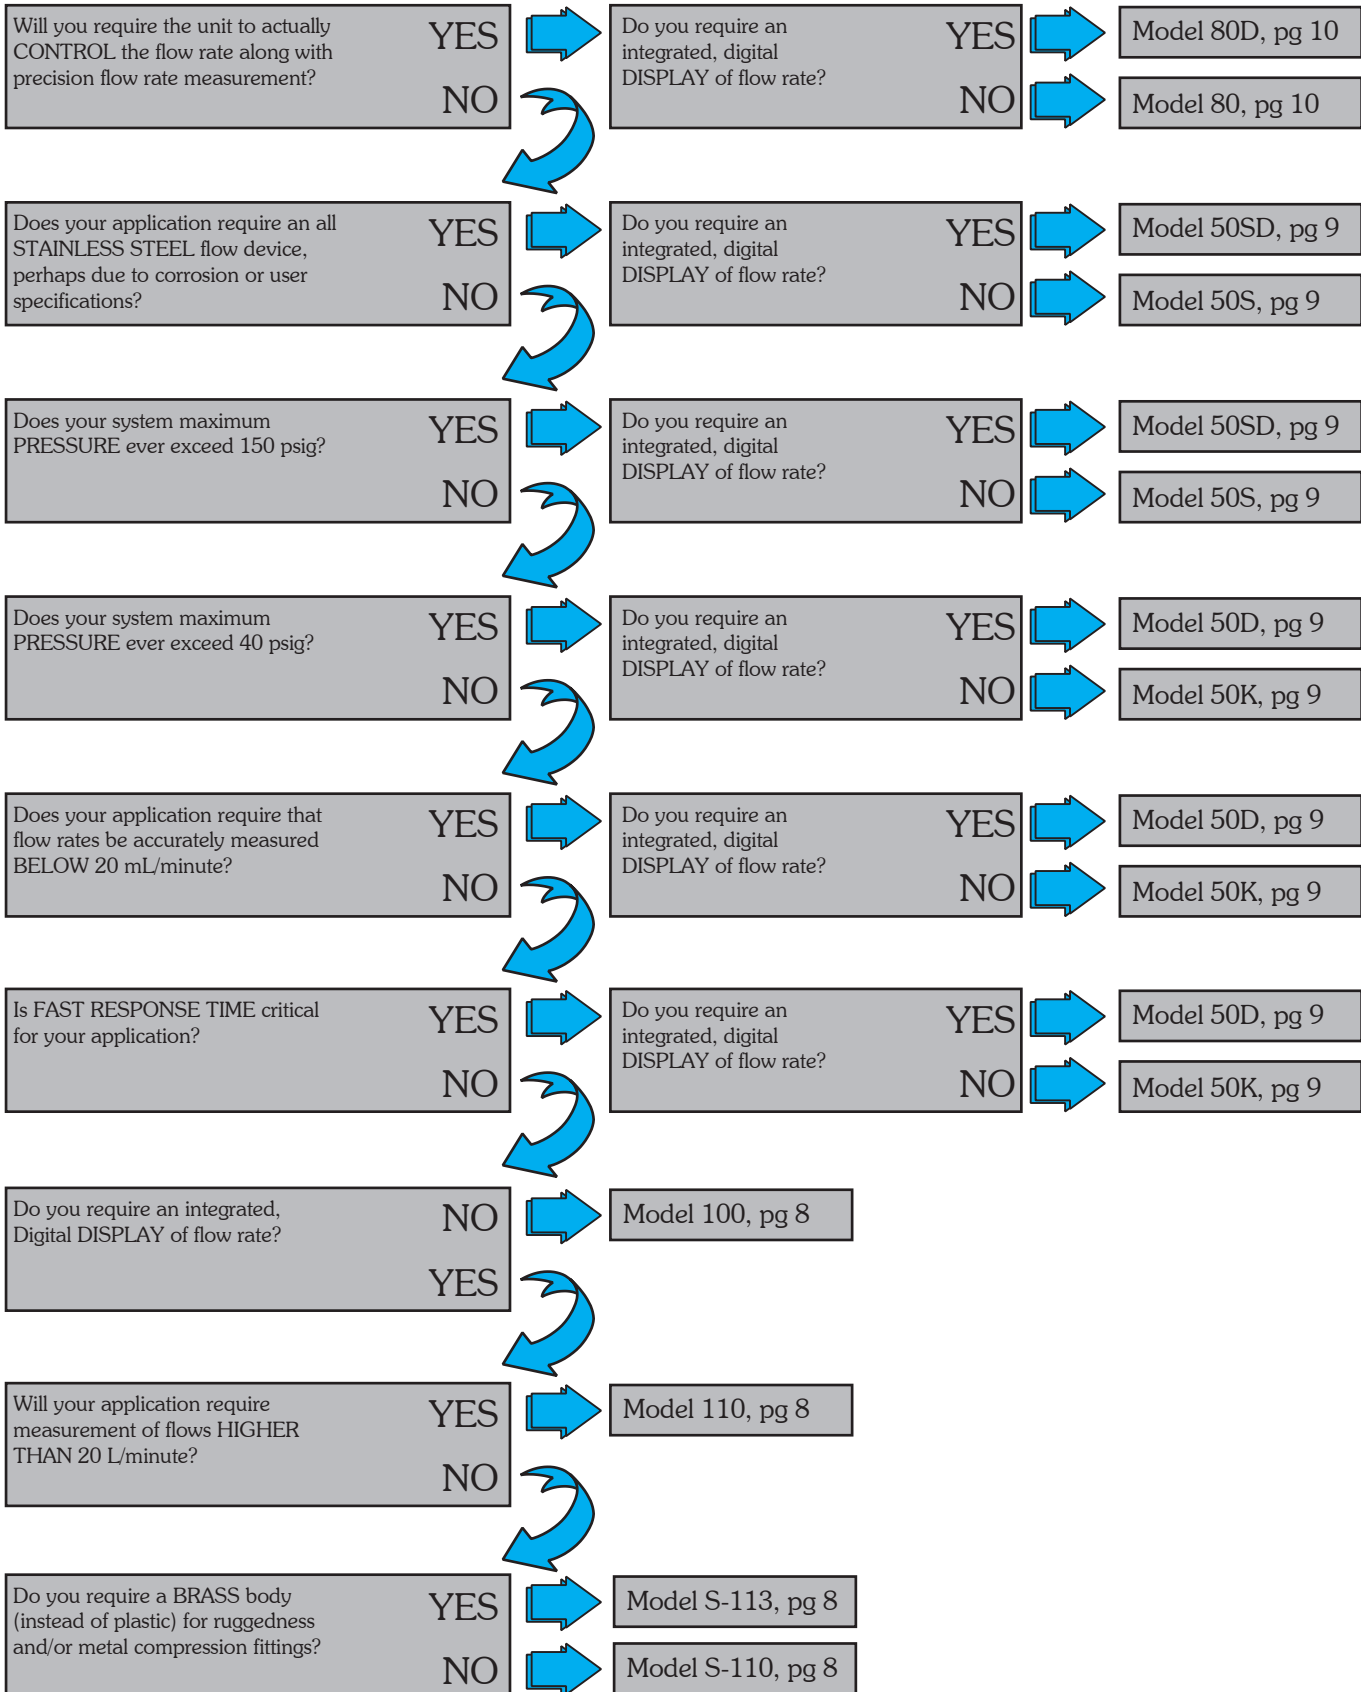 Will you require the unit to actually
CONTROL the flow rate along with
precision flow rate measurement?
YES
NO
Do you require an
integrated, digital
DISPLAY of flow rate?
YES
NO
Model 80D, pg 10
Model 80, pg 10
Does your application require an all
STAINLESS STEEL flow device,
perhaps due to corrosion or user
specifications?
YES
NO
Do you require an
integrated, digital
DISPLAY of flow rate?
YES
NO
Model 50SD, pg 9
Model 50S, pg 9
Does your system maximum
PRESSURE ever exceed 150 psig?
YES
NO
Do you require an
integrated, digital
DISPLAY of flow rate?
YES
NO
Model 50SD, pg 9
Model 50S, pg 9
Does your system maximum
PRESSURE ever exceed 40 psig?
YES
NO
Do you require an
integrated, digital
DISPLAY of flow rate?
YES
NO
Model 50D, pg 9
Model 50K, pg 9
Does your application require that
flow rates be accurately measured
BELOW 20 mL/minute?
YES
NO
Do you require an
integrated, digital
DISPLAY of flow rate?
YES
NO
Model 50D, pg 9
Model 50K, pg 9
Is FAST RESPONSE TIME critical
for your application?
YES
NO
Do you require an
integrated, digital
DISPLAY of flow rate?
YES
NO
Model 50D, pg 9
Model 50K, pg 9
Do you require an integrated,
Digital DISPLAY of flow rate?
NO
YES
Model 100, pg 8
Will your application require
measurement of flows HIGHER
THAN 20 L/minute?
YES
NO
Model 110, pg 8
Do you require a BRASS body
(instead of plastic) for ruggedness
and/or metal compression fittings?
YES
NO
Model S-113, pg 8
Model S-110, pg 8